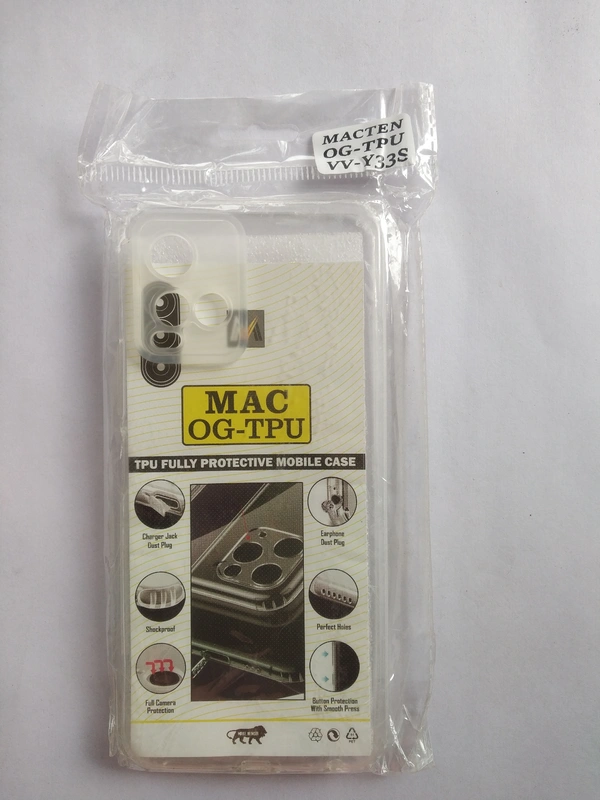 MACTEN
OG-TPU
VV-Y33S
MAC
OG-TPU
TPU FULLY PROTECTIVE MOBILE CASE
Charger Jack
Dust Plug
Earphone
Dust Plug
Shockproof
Perfect Holes
Full Camera
Protection
Button Protection
With Smooth Press